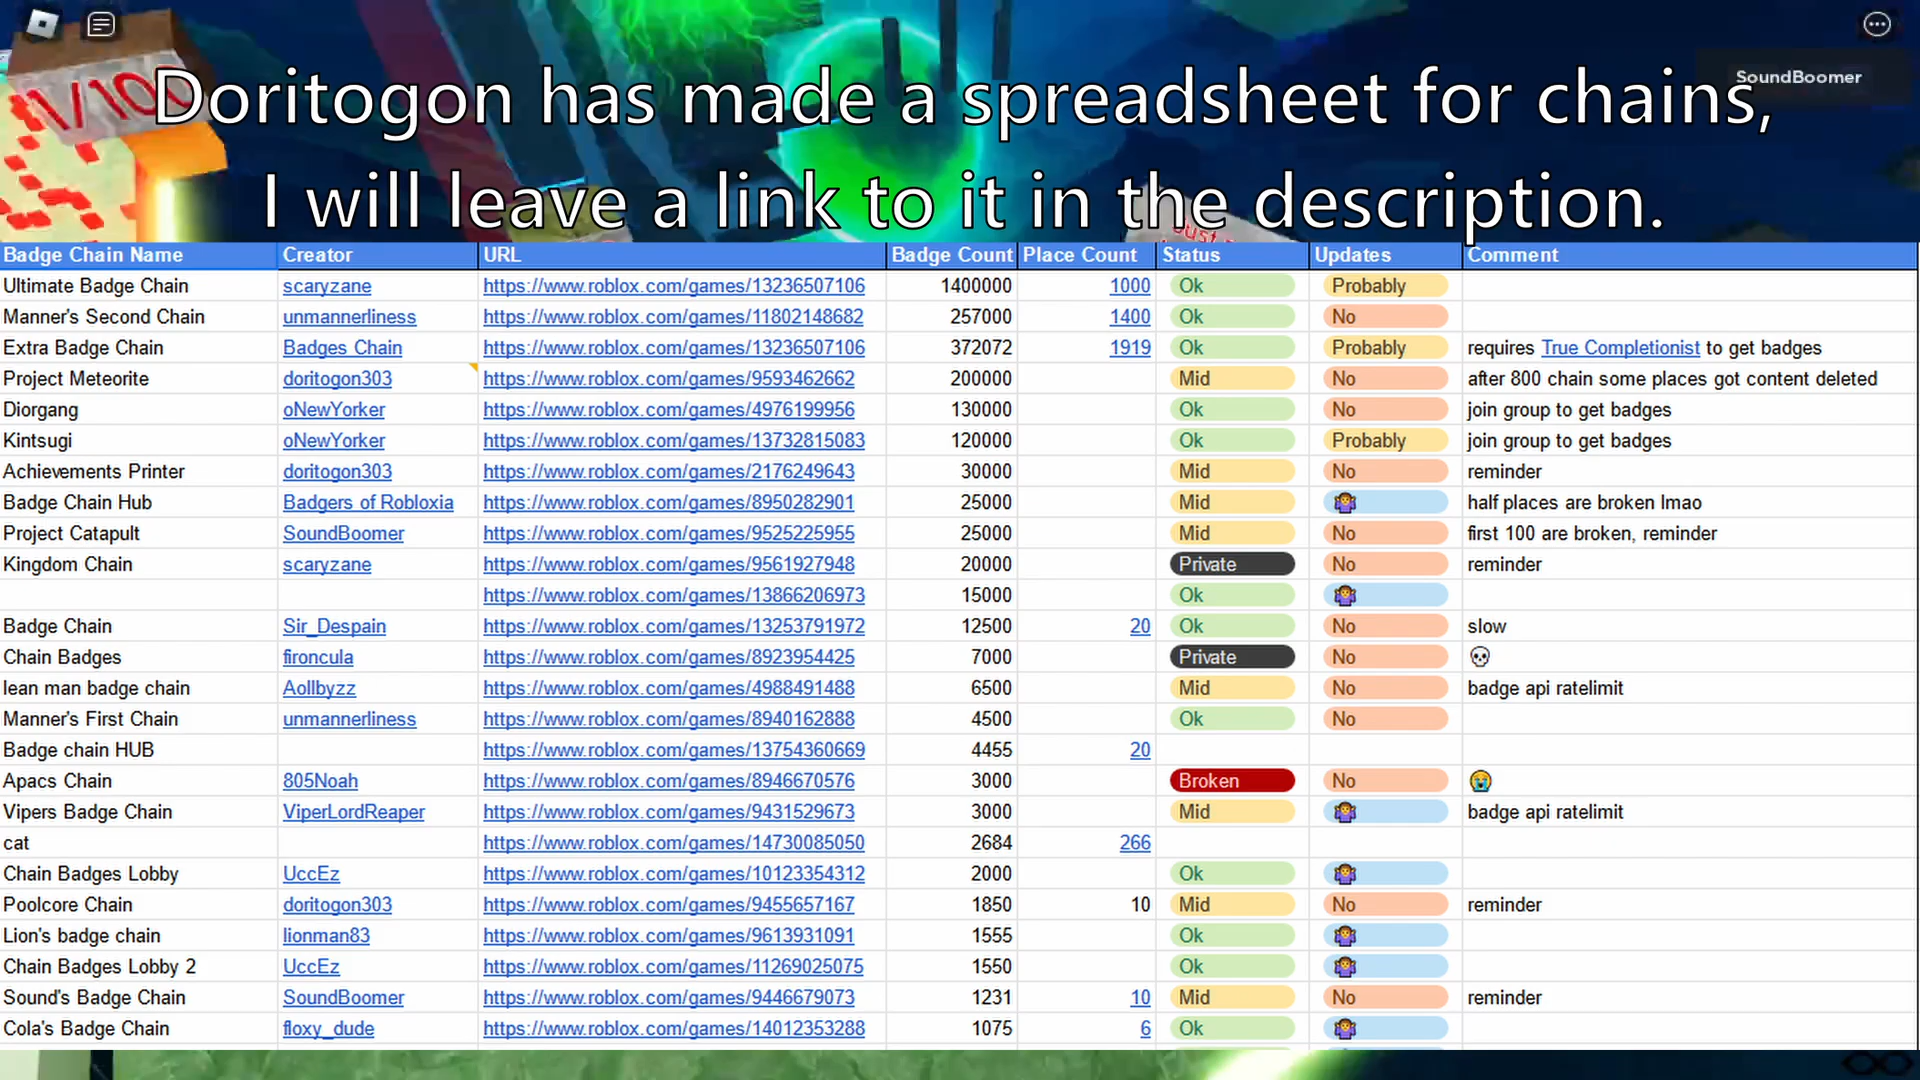 SoundBoomer
1/100
Doritogon has made a spreadsheet for chains,
I will leave a link to it in the description.
Just
Badge Chain Name Creator URL Badge Count Place Count Status Updates Comment
Ultimate Badge Chain scaryzane https://www.roblox.com/games/13236507106 1400000 1000 Ok Probably
Manner's Second Chain unmannerliness https://www.roblox.com/games/11802148682 257000 1400 Ok No
Extra Badge Chain Badges Chain https://www.roblox.com/games/13236507106 372072 1919 Ok Probably requires True Completionist to get badges
Project Meteorite doritogon303 https://www.roblox.com/games/9593462662 200000 Mid No after 800 chain some places got content deleted
Diorgang oNewYorker https://www.roblox.com/games/4976199956 130000 Ok No join group to get badges
Kintsugi oNewYorker https://www.roblox.com/games/13732815083 120000 Ok Probably join group to get badges
Achievements Printer doritogon303 https://www.roblox.com/games/2176249643 30000 Mid No reminder
Badge Chain Hub Badgers of Robloxia https://www.roblox.com/games/8950282901 25000 Mid 🤷 half places are broken lmao
Project Catapult SoundBoomer https://www.roblox.com/games/9525225955 25000 Mid No first 100 are broken, reminder
Kingdom Chain scaryzane https://www.roblox.com/games/9561927948 20000 Private No reminder
https://www.roblox.com/games/13866206973 15000 Ok 🤷
Badge Chain Sir_Despain https://www.roblox.com/games/13253791972 12500 20 Ok No slow
Chain Badges fironcula https://www.roblox.com/games/8923954425 7000 Private No 💀
lean man badge chain Aollbyzz https://www.roblox.com/games/4988491488 6500 Mid No badge api ratelimit
Manner's First Chain unmannerliness https://www.roblox.com/games/8940162888 4500 Ok No
Badge chain HUB https://www.roblox.com/games/13754360669 4455 20
Apacs Chain 805Noah https://www.roblox.com/games/8946670576 3000 Broken No 😭
Vipers Badge Chain ViperLordReaper https://www.roblox.com/games/9431529673 3000 Mid 🤷 badge api ratelimit
cat https://www.roblox.com/games/14730085050 2684 266
Chain Badges Lobby UccEz https://www.roblox.com/games/10123354312 2000 Ok 🤷
Poolcore Chain doritogon303 https://www.roblox.com/games/9455657167 1850 10 Mid No reminder
Lion's badge chain lionman83 https://www.roblox.com/games/9613931091 1555 Ok 🤷
Chain Badges Lobby 2 UccEz https://www.roblox.com/games/11269025075 1550 Ok 🤷
Sound's Badge Chain SoundBoomer https://www.roblox.com/games/9446679073 1231 10 Mid No reminder
Cola's Badge Chain floxy_dude https://www.roblox.com/games/14012353288 1075 6 Ok 🤷